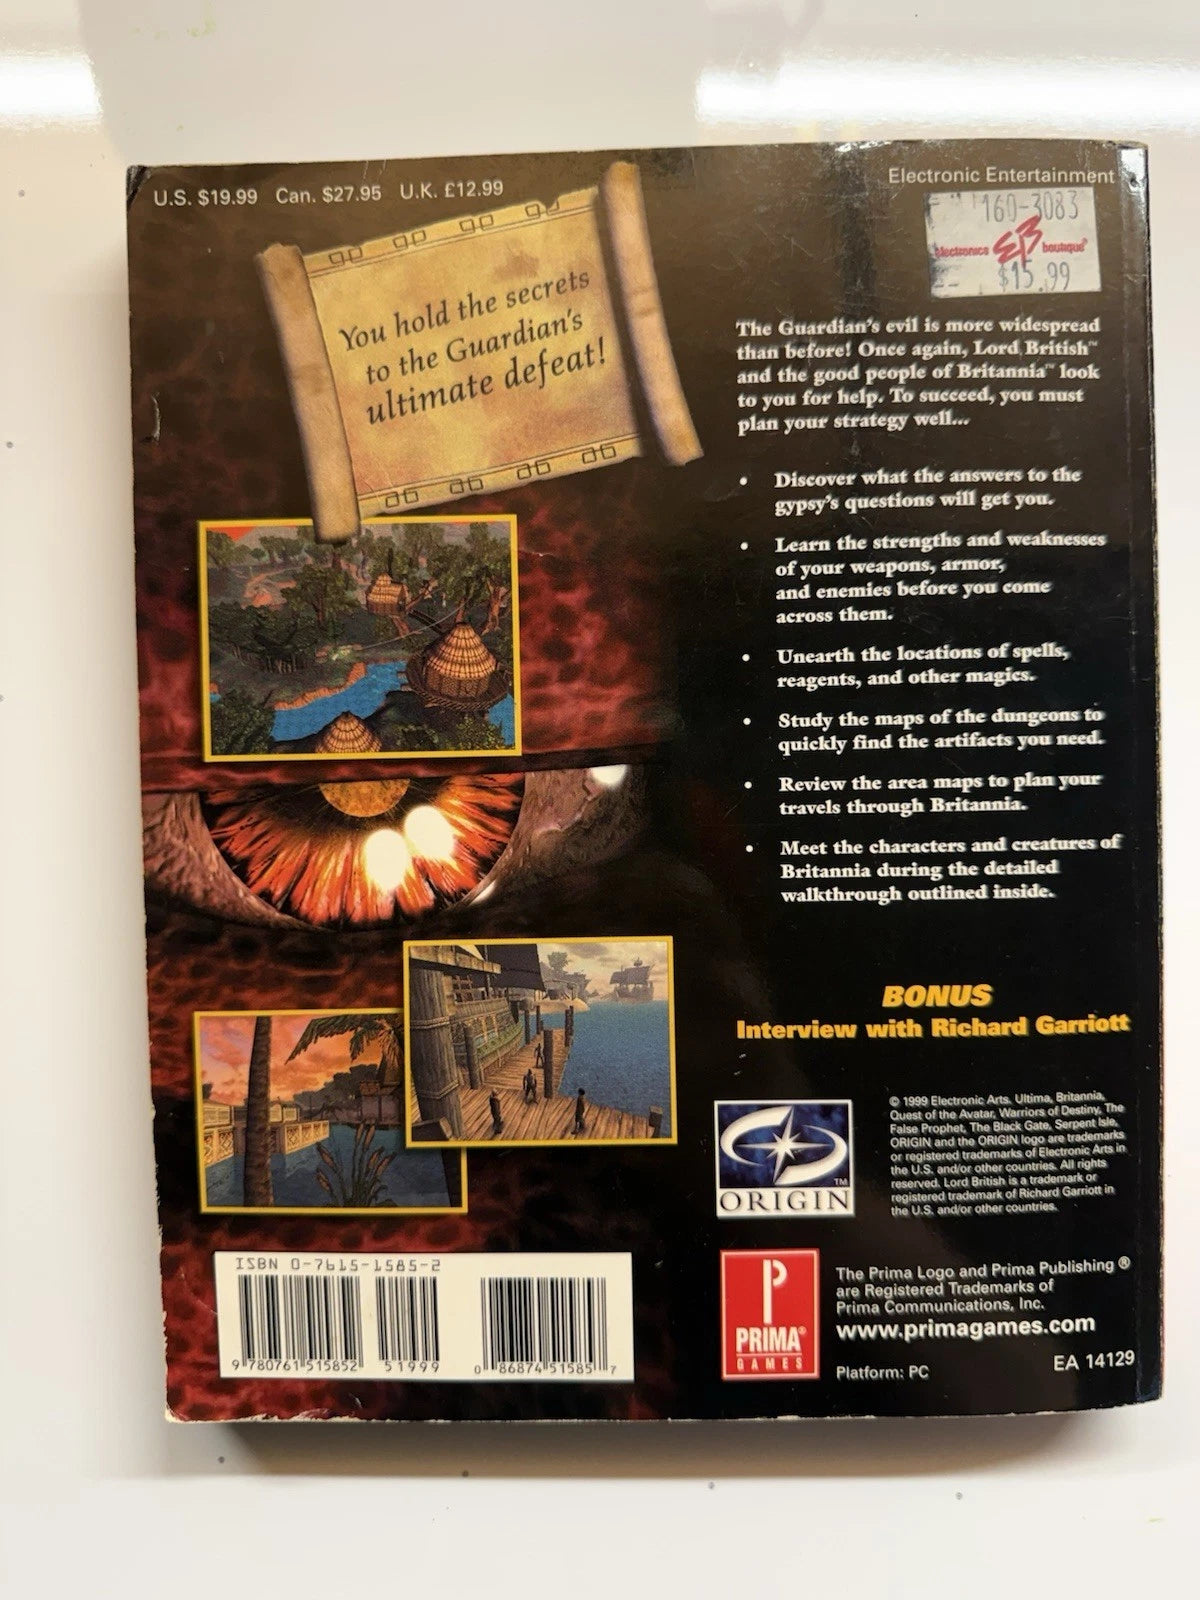 U.S. $19.99 Can. $27.95 U.K. £12.99
Electronic Entertainment
160-3083
electronics EB boutique
$15.99
You hold the secrets
to the Guardian's
ultimate defeat!
The Guardian's evil is more widespread
than before! Once again, Lord British™
and the good people of Britannia™ look
to you for help. To succeed, you must
plan your strategy well...
• Discover what the answers to the
gypsy's questions will get you.
• Learn the strengths and weaknesses
of your weapons, armor,
and enemies before you come
across them.
• Unearth the locations of spells,
reagents, and other magics.
• Study the maps of the dungeons to
quickly find the artifacts you need.
• Review the area maps to plan your
travels through Britannia.
• Meet the characters and creatures of
Britannia during the detailed
walkthrough outlined inside.
BONUS
Interview with Richard Garriott
ORIGIN™
© 1999 Electronic Arts. Ultima, Britannia,
Quest of the Avatar, Warriors of Destiny, The
False Prophet, The Black Gate, Serpent Isle,
ORIGIN and the ORIGIN logo are trademarks
or registered trademarks of Electronic Arts in
the U.S. and/or other countries. All rights
reserved. Lord British is a trademark or
registered trademark of Richard Garriott in
the U.S. and/or other countries.
ISBN 0-7615-1585-2
9 780761 515852
51999
0 86874 51585 7
P
PRIMA®
GAMES
The Prima Logo and Prima Publishing ®
are Registered Trademarks of
Prima Communications, Inc.
www.primagames.com
Platform: PC
EA 14129